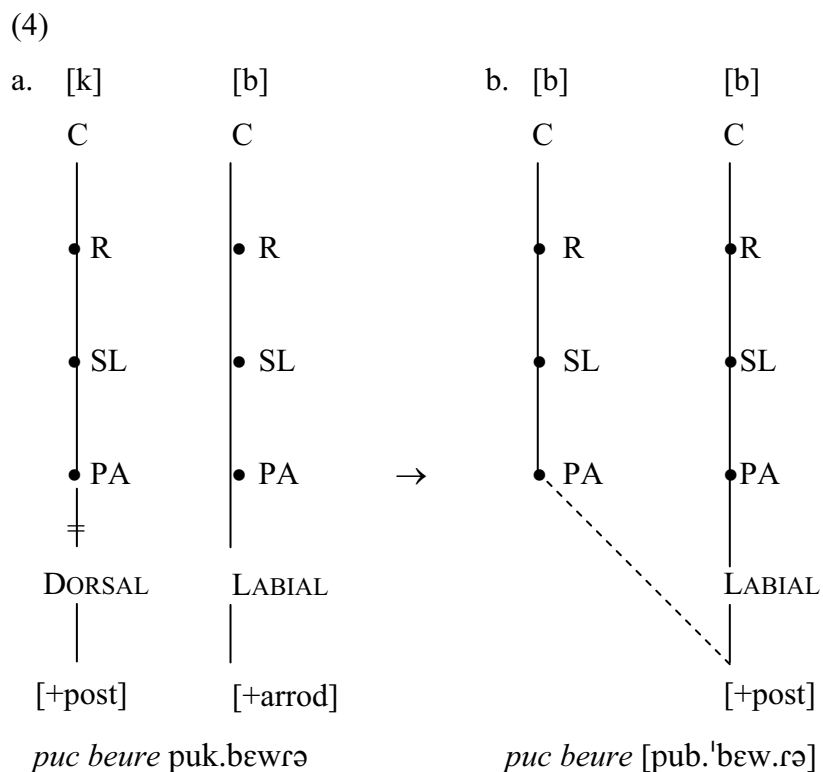 (4)
a. [k] [b] b. [b] [b]
C C C C
R R R R
SL SL SL SL
PA PA → PA PA
DORSAL LABIAL LABIAL
[+post] [+arrod] [+post]
puc beure puk.bɛwɾə puc beure [pub.ˈbɛw.ɾə]